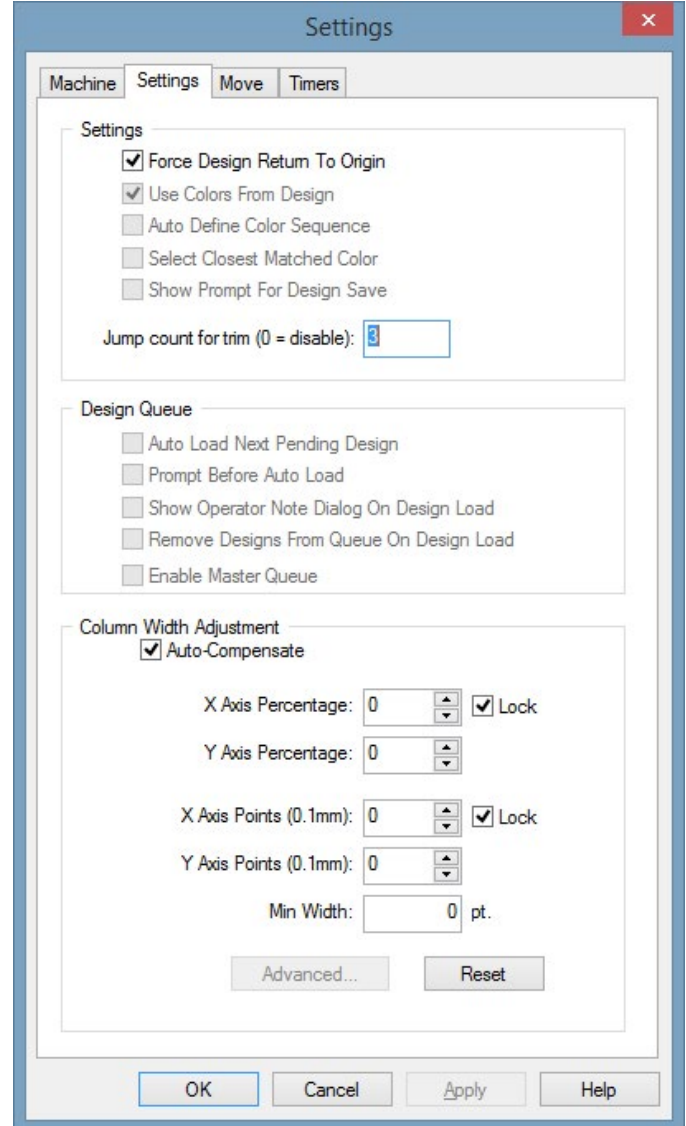 Settings
Machine Settings Move Timers
Settings
Force Design Return To Origin
Use Colors From Design
Auto Define Color Sequence
Select Closest Matched Color
Show Prompt For Design Save
Jump count for trim (0 = disable): 3
Design Queue
Auto Load Next Pending Design
Prompt Before Auto Load
Show Operator Note Dialog On Design Load
Remove Designs From Queue On Design Load
Enable Master Queue
Column Width Adjustment
Auto-Compensate
X Axis Percentage: 0 Lock
Y Axis Percentage: 0
X Axis Points (0.1mm): 0 Lock
Y Axis Points (0.1mm): 0
Min Width: 0 pt.
Advanced... Reset
OK Cancel Apply Help